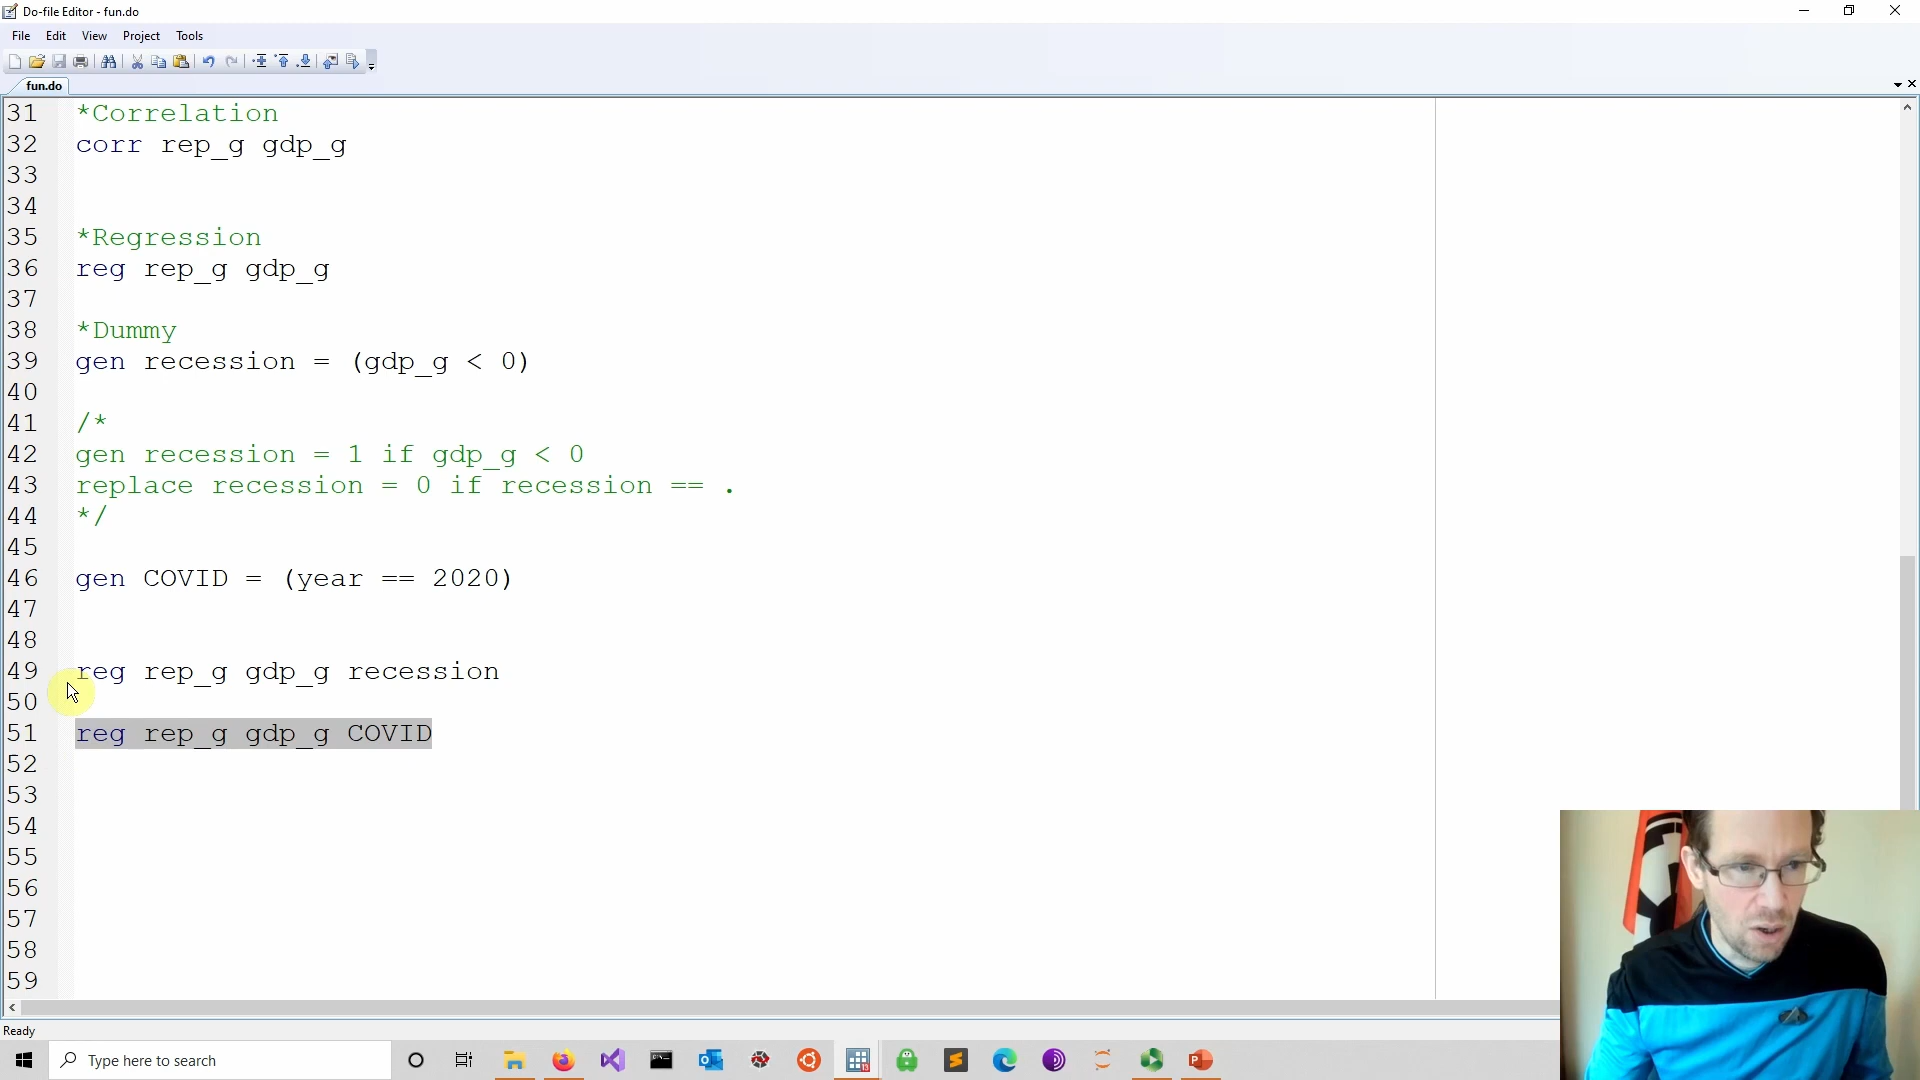 Do-file Editor - fun.do
File Edit View Project Tools
fun.do
31 *Correlation
32 corr rep_g gdp_g
33
34
35 *Regression
36 reg rep_g gdp_g
37
38 *Dummy
39 gen recession = (gdp_g < 0)
40
41 /*
42 gen recession = 1 if gdp_g < 0
43 replace recession = 0 if recession == .
44 */
45
46 gen COVID = (year == 2020)
47
48
49 reg rep_g gdp_g recession
50
51 reg rep_g gdp_g COVID
52
53
54
55
56
57
58
59
Ready
Type here to search